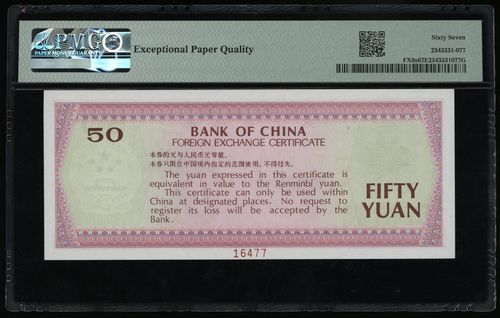 PMG
PAPER MONEY GUARANTY
Exceptional Paper Quality
Sixty Seven
2343331-077
FX6s67E2343331077G
50
BANK OF CHINA
FOREIGN EXCHANGE CERTIFICATE
本券的元与人民币元等值。
本券只限在中国境内指定的范围使用，不得挂失。
The yuan expressed in this certificate is
equivalent in value to the Renminbi yuan.
This certificate can only be used within
China at designated places. No request to
register its loss will be accepted by the
Bank.
FIFTY
YUAN
16477